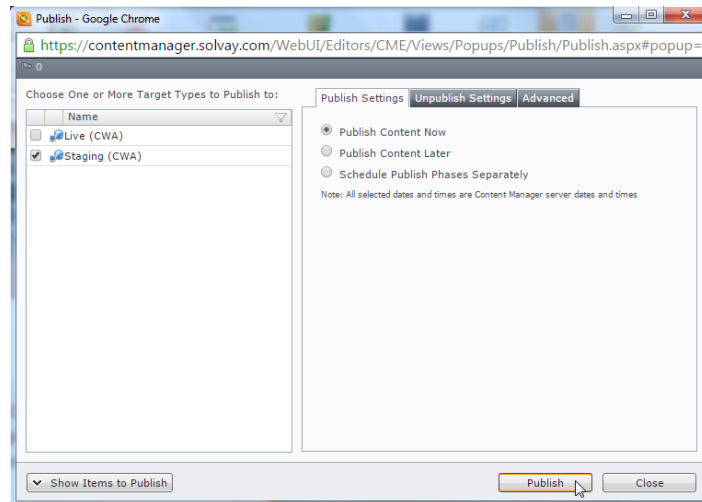 Publish - Google Chrome
https://contentmanager.solvay.com/WebUI/Editors/CME/Views/Popups/Publish/Publish.aspx#popup=
0
Choose One or More Target Types to Publish to:
Name
Live (CWA)
Staging (CWA)
Publish Settings Unpublish Settings Advanced
Publish Content Now
Publish Content Later
Schedule Publish Phases Separately
Note: All selected dates and times are Content Manager server dates and times
Show Items to Publish
Publish
Close